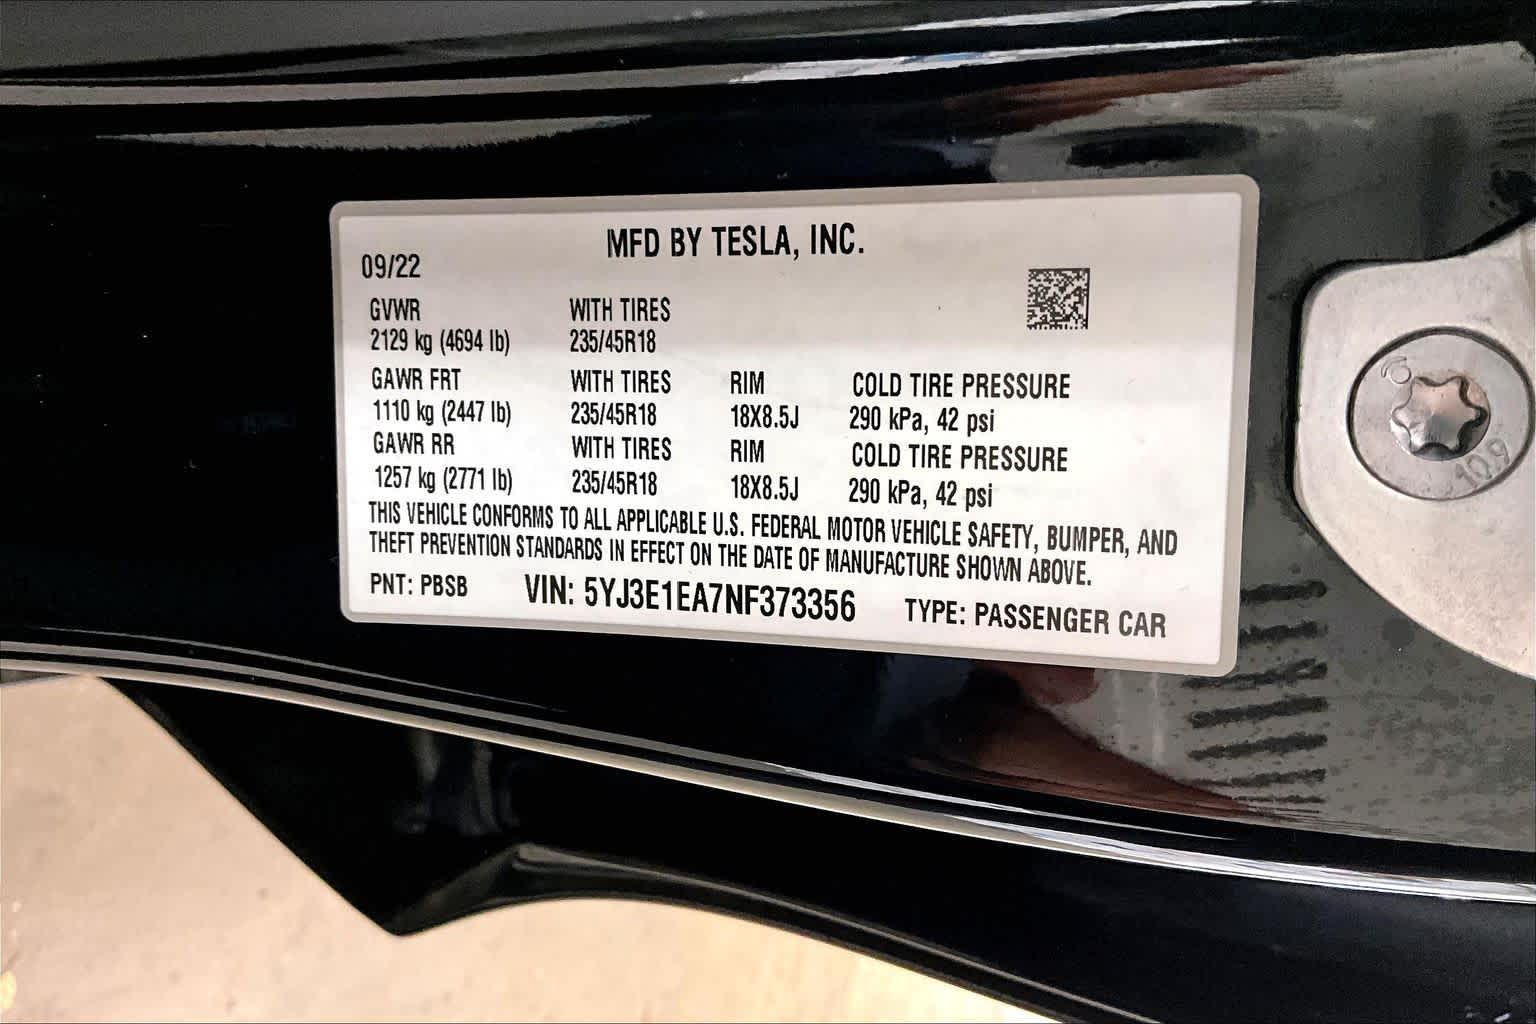 MFD BY TESLA, INC.
09/22
GVWR WITH TIRES
2129 kg (4694 lb) 235/45R18
GAWR FRT WITH TIRES RIM COLD TIRE PRESSURE
1110 kg (2447 lb) 235/45R18 18X8.5J 290 kPa, 42 psi
GAWR RR WITH TIRES RIM COLD TIRE PRESSURE
1257 kg (2771 lb) 235/45R18 18X8.5J 290 kPa, 42 psi
THIS VEHICLE CONFORMS TO ALL APPLICABLE U.S. FEDERAL MOTOR VEHICLE SAFETY, BUMPER, AND
THEFT PREVENTION STANDARDS IN EFFECT ON THE DATE OF MANUFACTURE SHOWN ABOVE.
PNT: PBSB VIN: 5YJ3E1EA7NF373356 TYPE: PASSENGER CAR
10.9